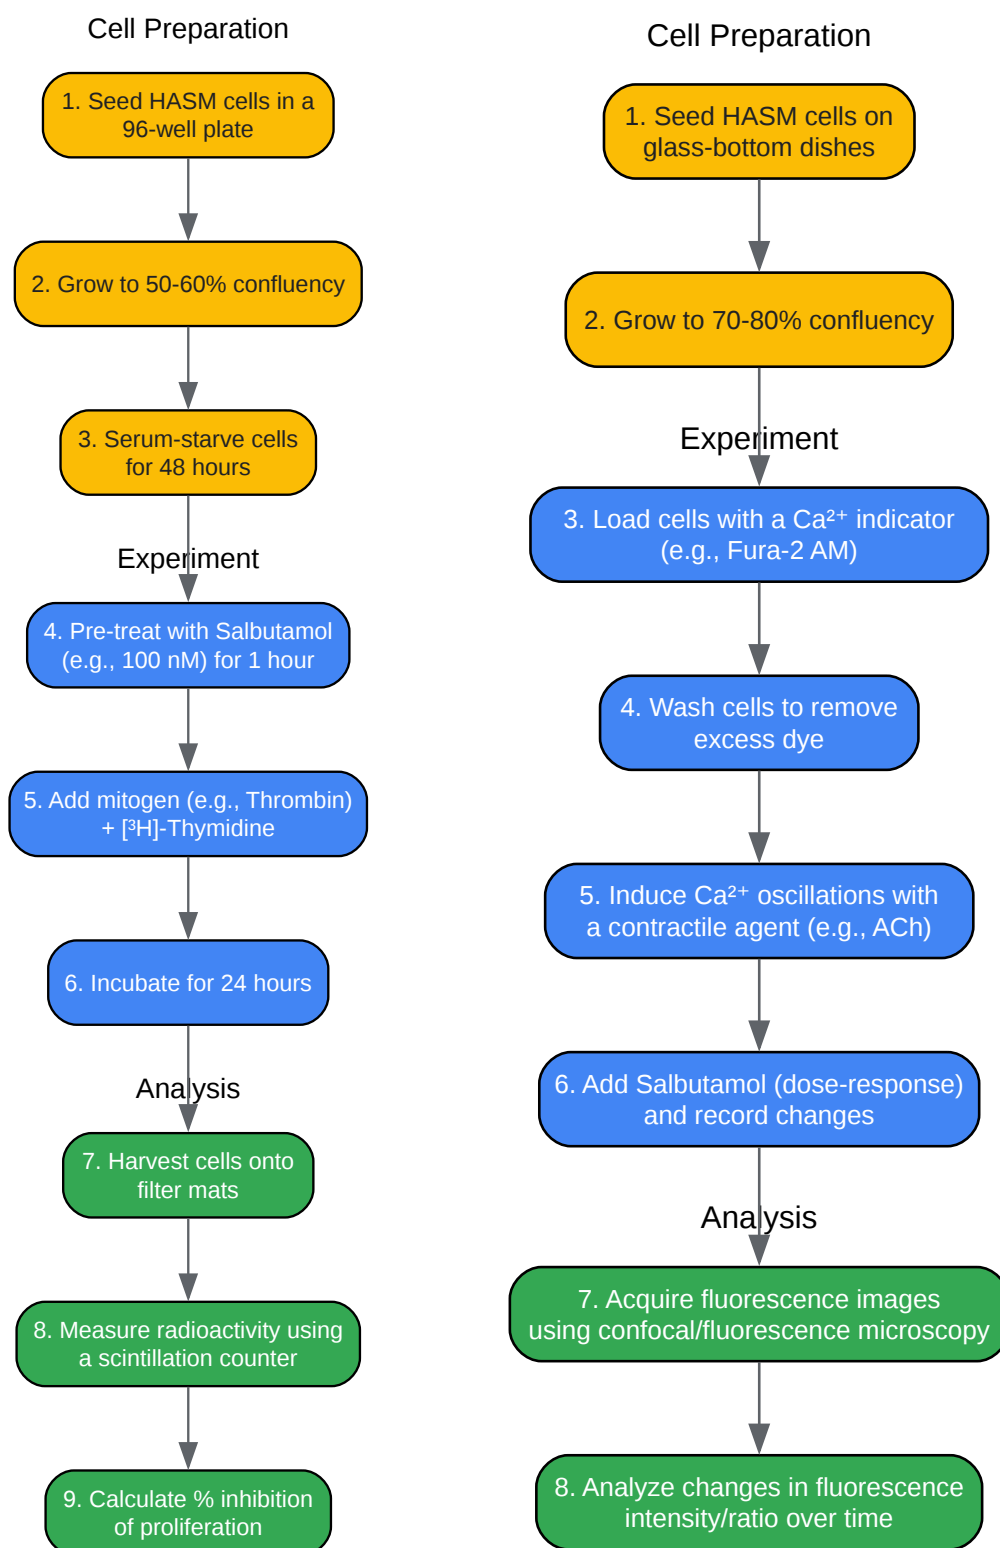 Cell Preparation
1. Seed HASM cells in a
96-well plate
2. Grow to 50-60% confluency
3. Serum-starve cells
for 48 hours
Experiment
4. Pre-treat with Salbutamol
(e.g., 100 nM) for 1 hour
5. Add mitogen (e.g., Thrombin)
+ [³H]-Thymidine
6. Incubate for 24 hours
Analysis
7. Harvest cells onto
filter mats
8. Measure radioactivity using
a scintillation counter
9. Calculate % inhibition
of proliferation
Cell Preparation
1. Seed HASM cells on
glass-bottom dishes
2. Grow to 70-80% confluency
Experiment
3. Load cells with a Ca²⁺ indicator
(e.g., Fura-2 AM)
4. Wash cells to remove
excess dye
5. Induce Ca²⁺ oscillations with
a contractile agent (e.g., ACh)
6. Add Salbutamol (dose-response)
and record changes
Analysis
7. Acquire fluorescence images
using confocal/fluorescence microscopy
8. Analyze changes in fluorescence
intensity/ratio over time